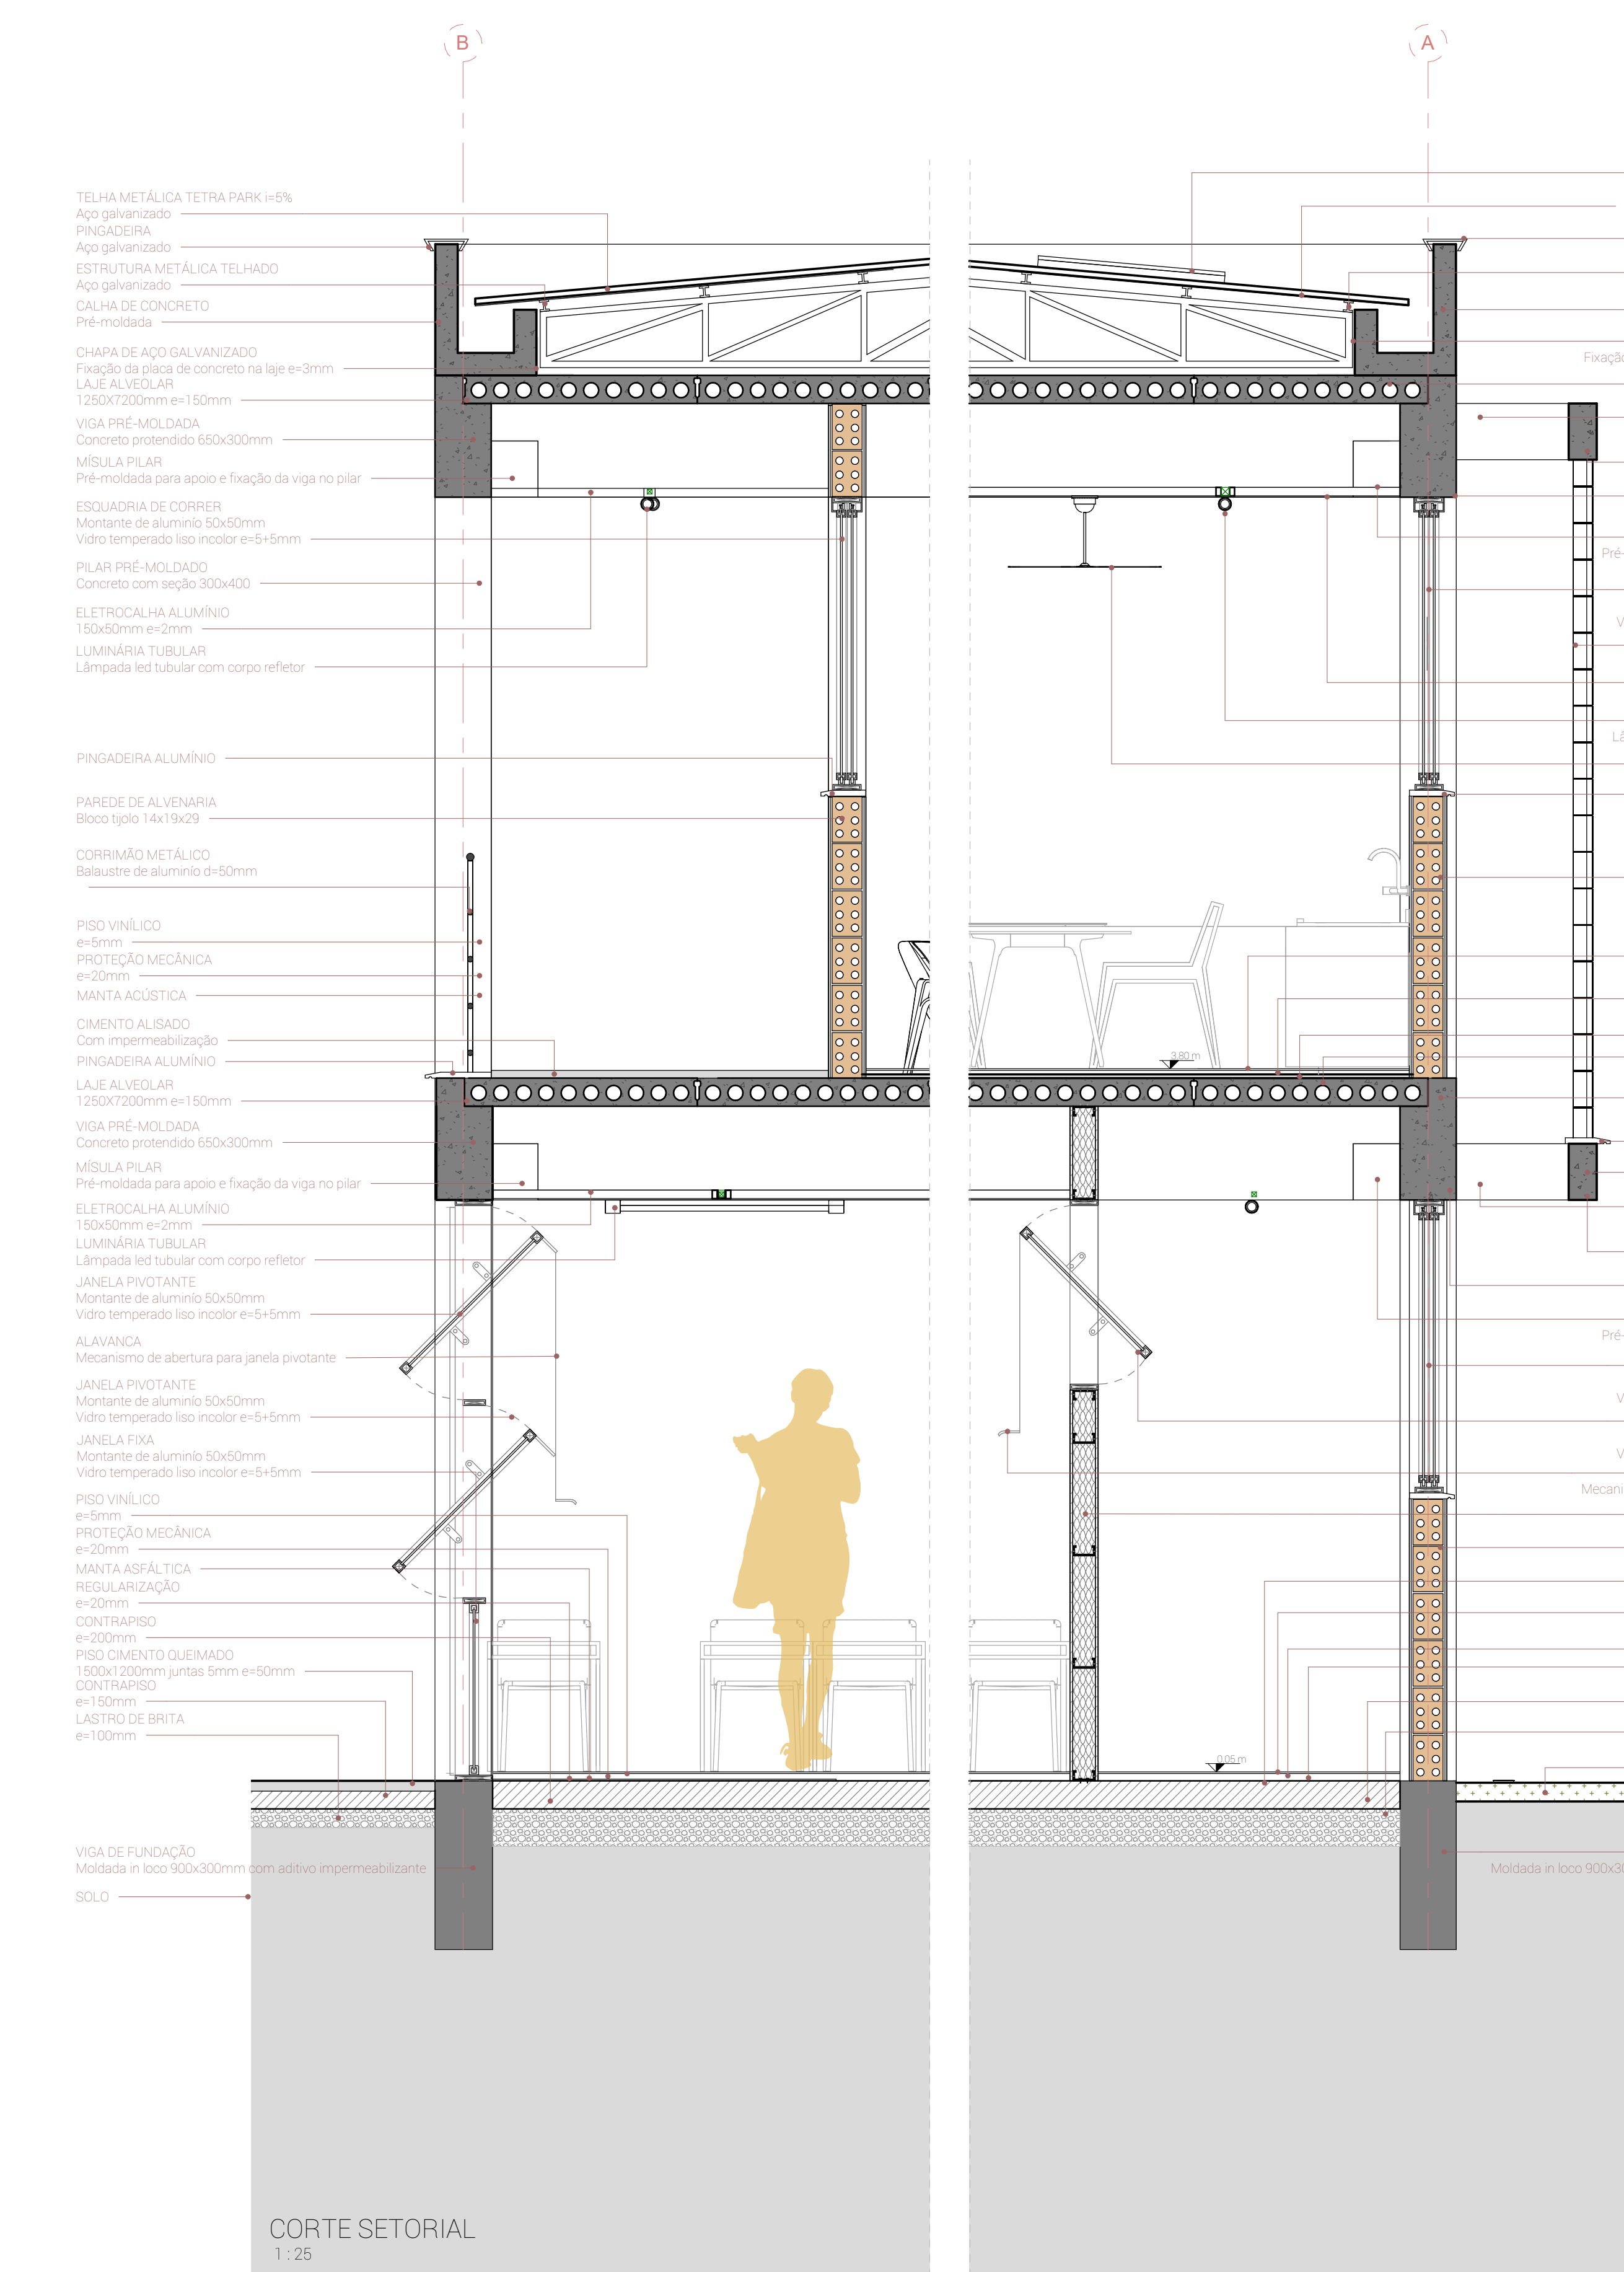 B
A
TELHA METÁLICA TETRA PARK i=5%
Aço galvanizado
PINGADEIRA
Aço galvanizado
ESTRUTURA METÁLICA TELHADO
Aço galvanizado
CALHA DE CONCRETO
Pré-moldada
CHAPA DE AÇO GALVANIZADO
Fixação da placa de concreto na laje e=3mm
LAJE ALVEOLAR
1250X7200mm e=150mm
VIGA PRÉ-MOLDADA
Concreto protendido 650x300mm
MÍSULA PILAR
Pré-moldada para apoio e fixação da viga no pilar
ESQUADRIA DE CORRER
Montante de aluminío 50x50mm
Vidro temperado liso incolor e=5+5mm
PILAR PRÉ-MOLDADO
Concreto com seção 300x400
ELETROCALHA ALUMÍNIO
150x50mm e=2mm
LUMINÁRIA TUBULAR
Lâmpada led tubular com corpo refletor
PINGADEIRA ALUMÍNIO
PAREDE DE ALVENARIA
Bloco tijolo 14x19x29
CORRIMÃO METÁLICO
Balaustre de aluminío d=50mm
PISO VINÍLICO
e=5mm
PROTEÇÃO MECÂNICA
e=20mm
MANTA ACÚSTICA
CIMENTO ALISADO
Com impermeabilização
PINGADEIRA ALUMÍNIO
LAJE ALVEOLAR
1250X7200mm e=150mm
VIGA PRÉ-MOLDADA
Concreto protendido 650x300mm
MÍSULA PILAR
Pré-moldada para apoio e fixação da viga no pilar
ELETROCALHA ALUMÍNIO
150x50mm e=2mm
LUMINÁRIA TUBULAR
Lâmpada led tubular com corpo refletor
JANELA PIVOTANTE
Montante de aluminío 50x50mm
Vidro temperado liso incolor e=5+5mm
ALAVANCA
Mecanismo de abertura para janela pivotante
JANELA PIVOTANTE
Montante de aluminío 50x50mm
Vidro temperado liso incolor e=5+5mm
JANELA FIXA
Montante de aluminío 50x50mm
Vidro temperado liso incolor e=5+5mm
PISO VINÍLICO
e=5mm
PROTEÇÃO MECÂNICA
e=20mm
MANTA ASFÁLTICA
REGULARIZAÇÃO
e=20mm
CONTRAPISO
e=200mm
PISO CIMENTO QUEIMADO
1500x1200mm juntas 5mm e=50mm
CONTRAPISO
e=150mm
LASTRO DE BRITA
e=100mm
VIGA DE FUNDAÇÃO
Moldada in loco 900x300mm com aditivo impermeabilizante
SOLO
3.80 m
0.05 m
Fixação
Pré-
V
Lâ
Pré-
V
V
Mecani
Moldada in loco 900x30
CORTE SETORIAL
1 : 25